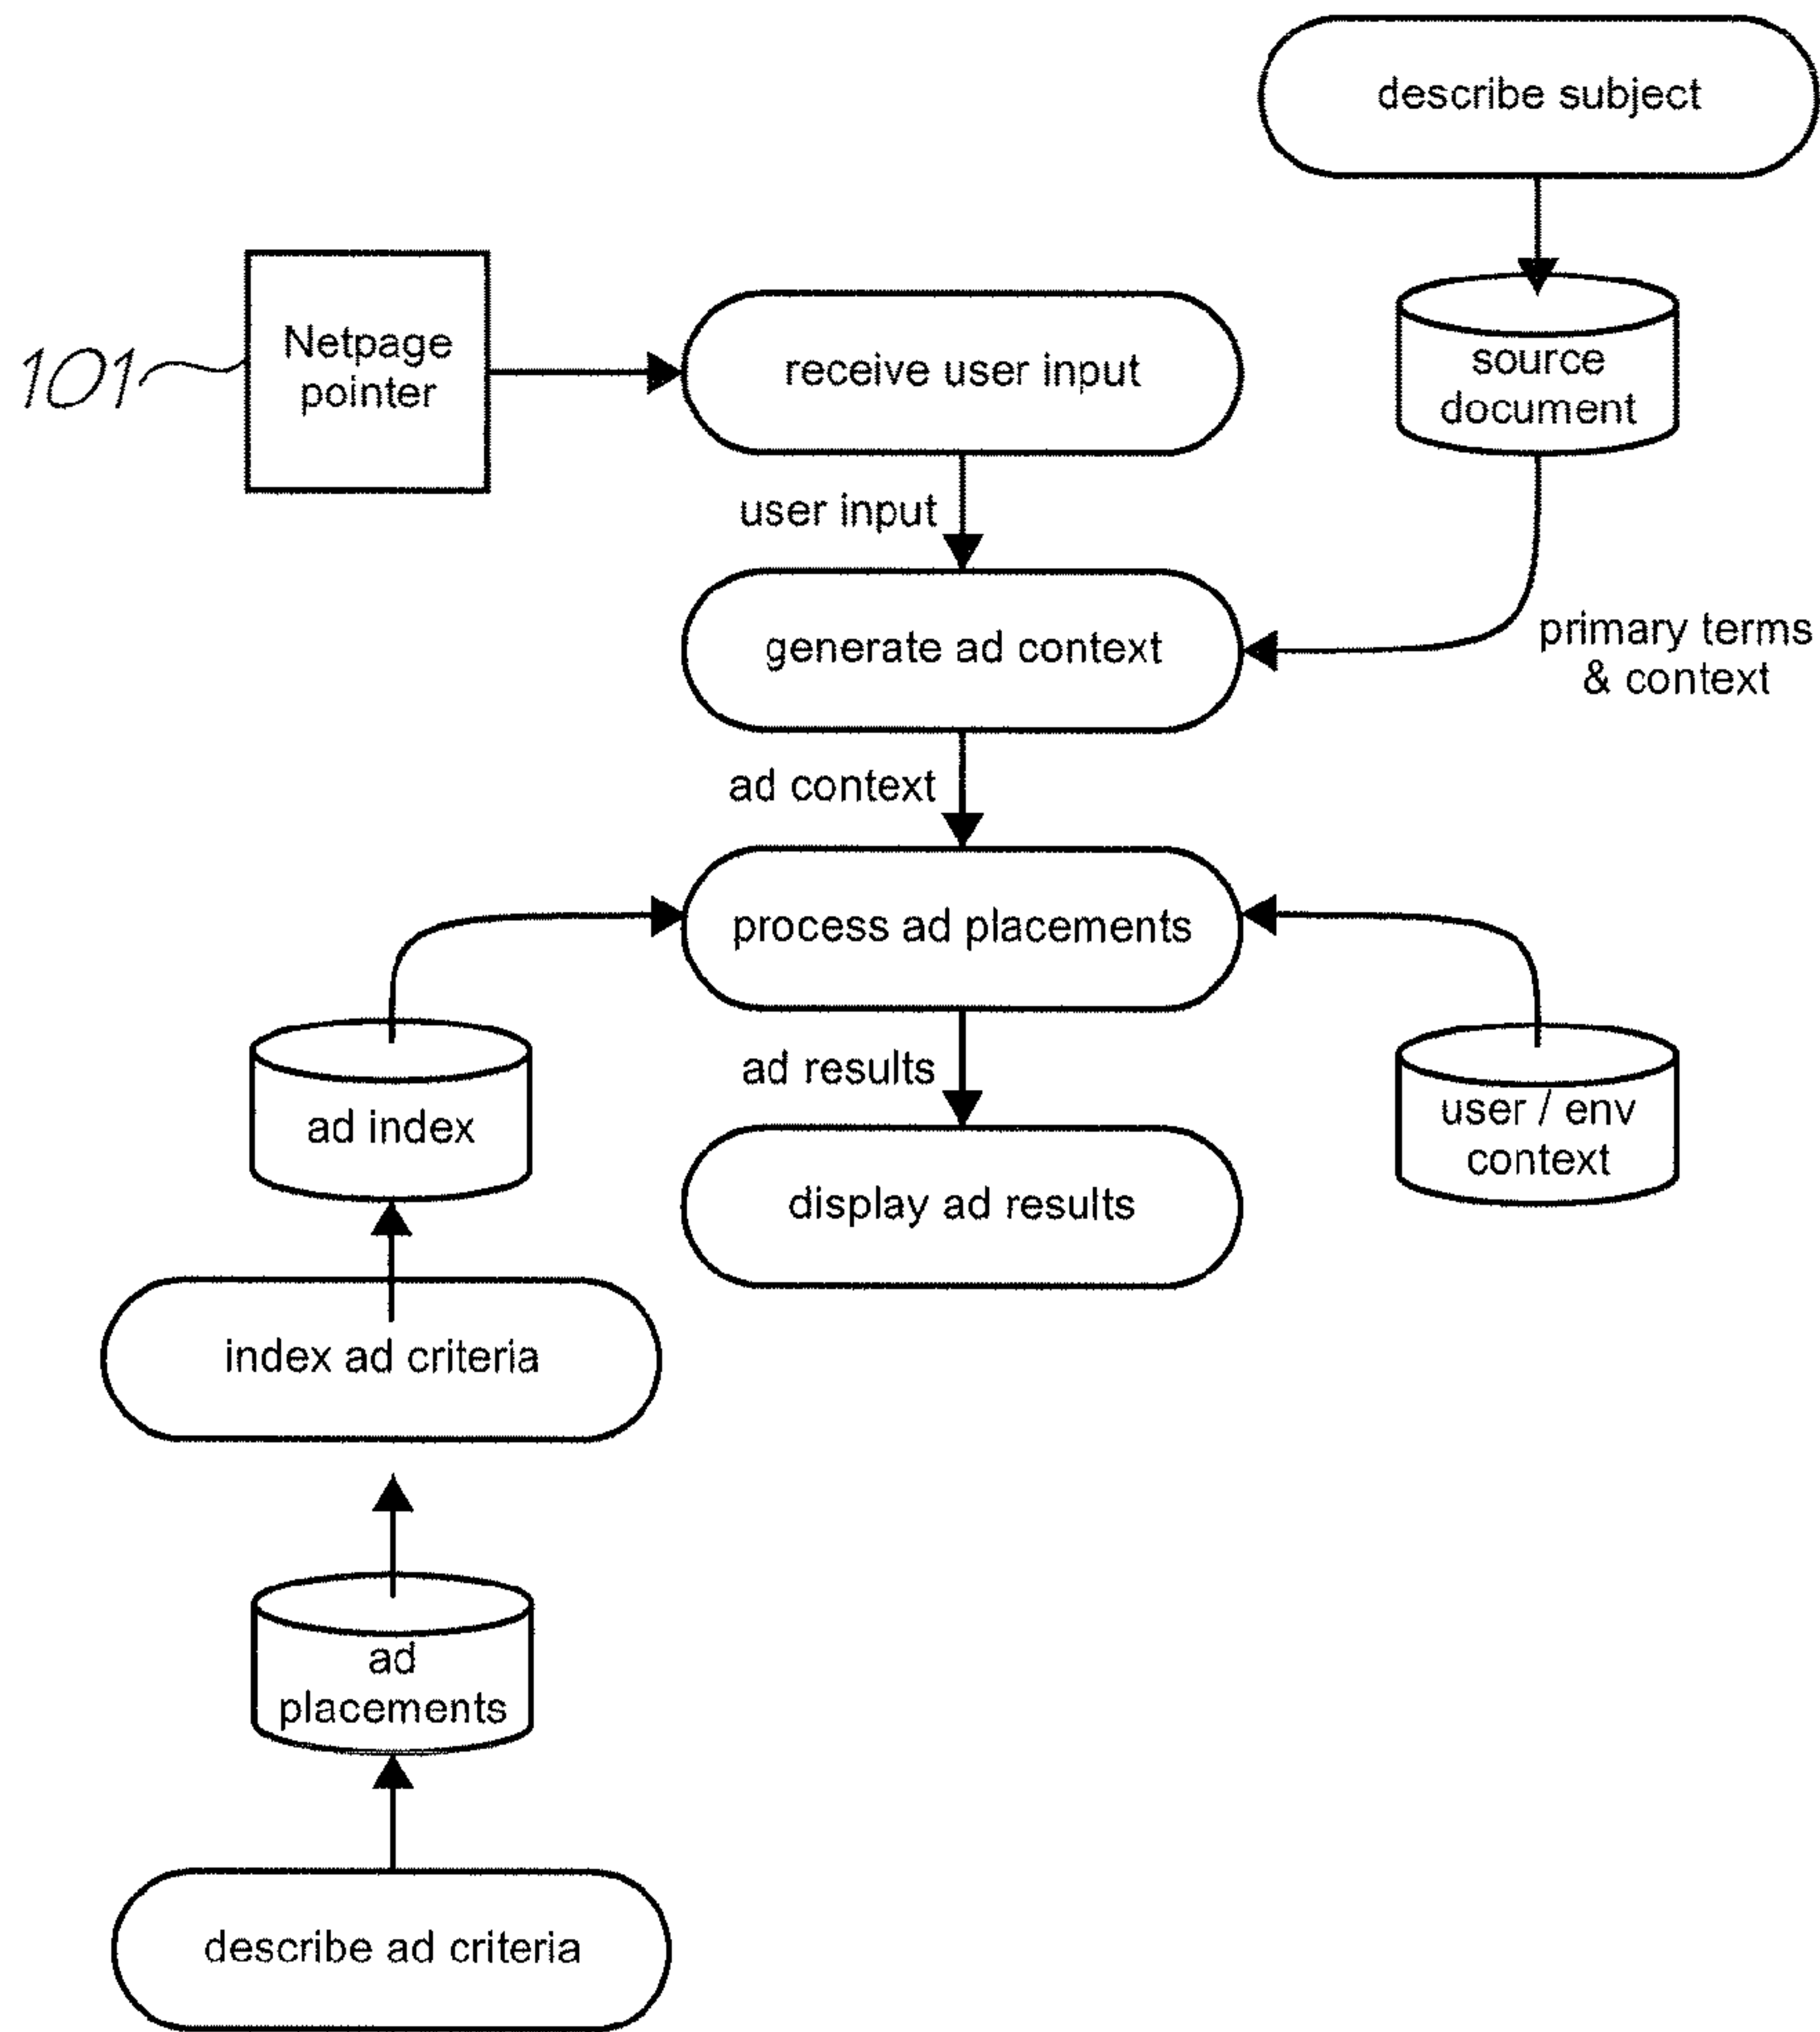 describe subject
Netpage
pointer
101
receive user input
source
document
user input
generate ad context
primary terms
& context
ad context
process ad placements
ad index
ad results
user / env
context
display ad results
index ad criteria
ad
placements
describe ad criteria